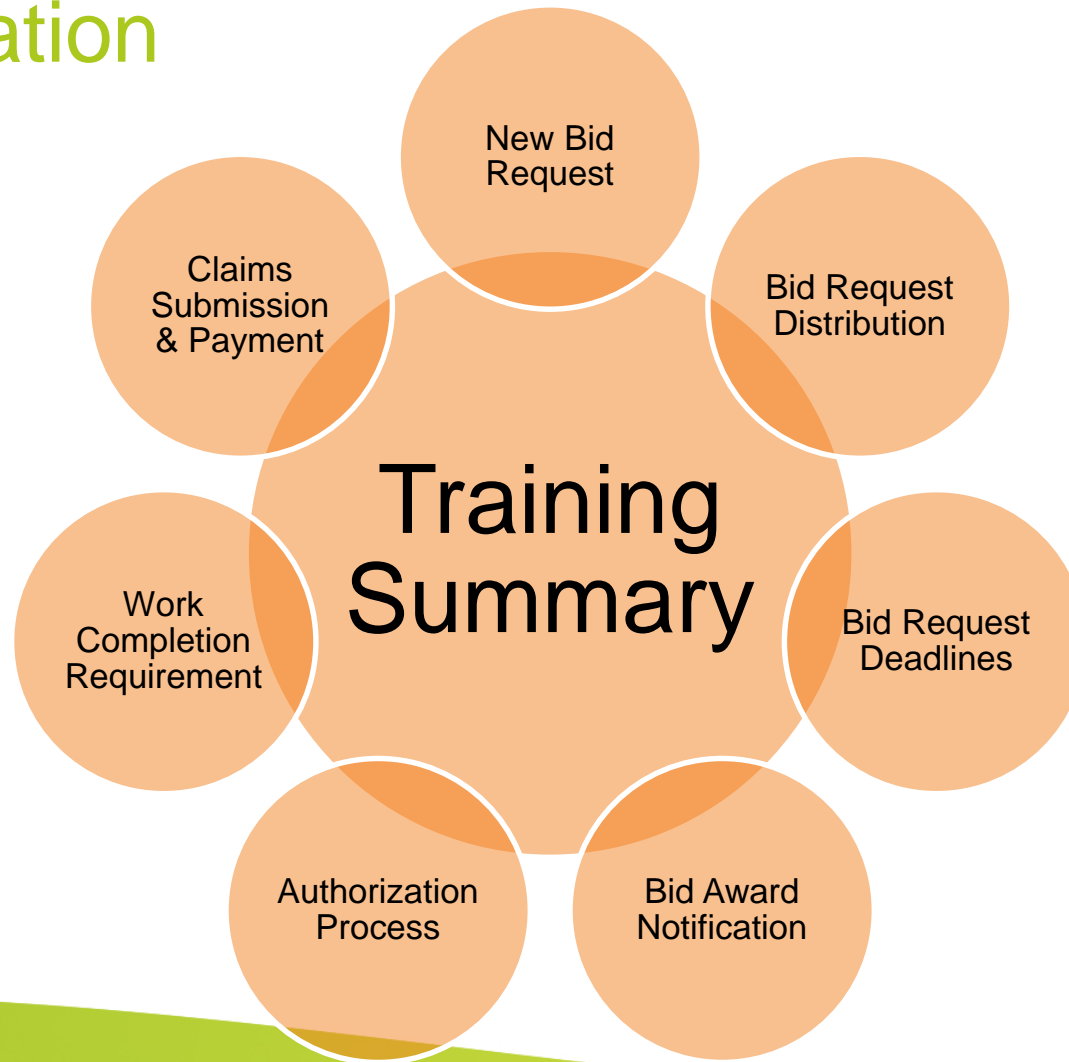 ation
New Bid
Request
Bid Request
Distribution
Bid Request
Deadlines
Bid Award
Notification
Authorization
Process
Work
Completion
Requirement
Claims
Submission
& Payment
Training
Summary